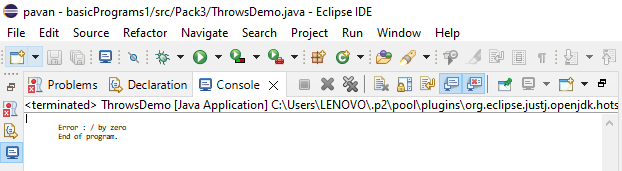 pavan - basicPrograms1/src/Pack3/ThrowsDemo.java - Eclipse IDE
File Edit Source Refactor Navigate Search Project Run Window Help
Problems Declaration Console
<terminated> ThrowsDemo [Java Application] C:\Users\LENOVO\.p2\pool\plugins\org.eclipse.justj.openjdk.hots
Error : / by zero
End of program.